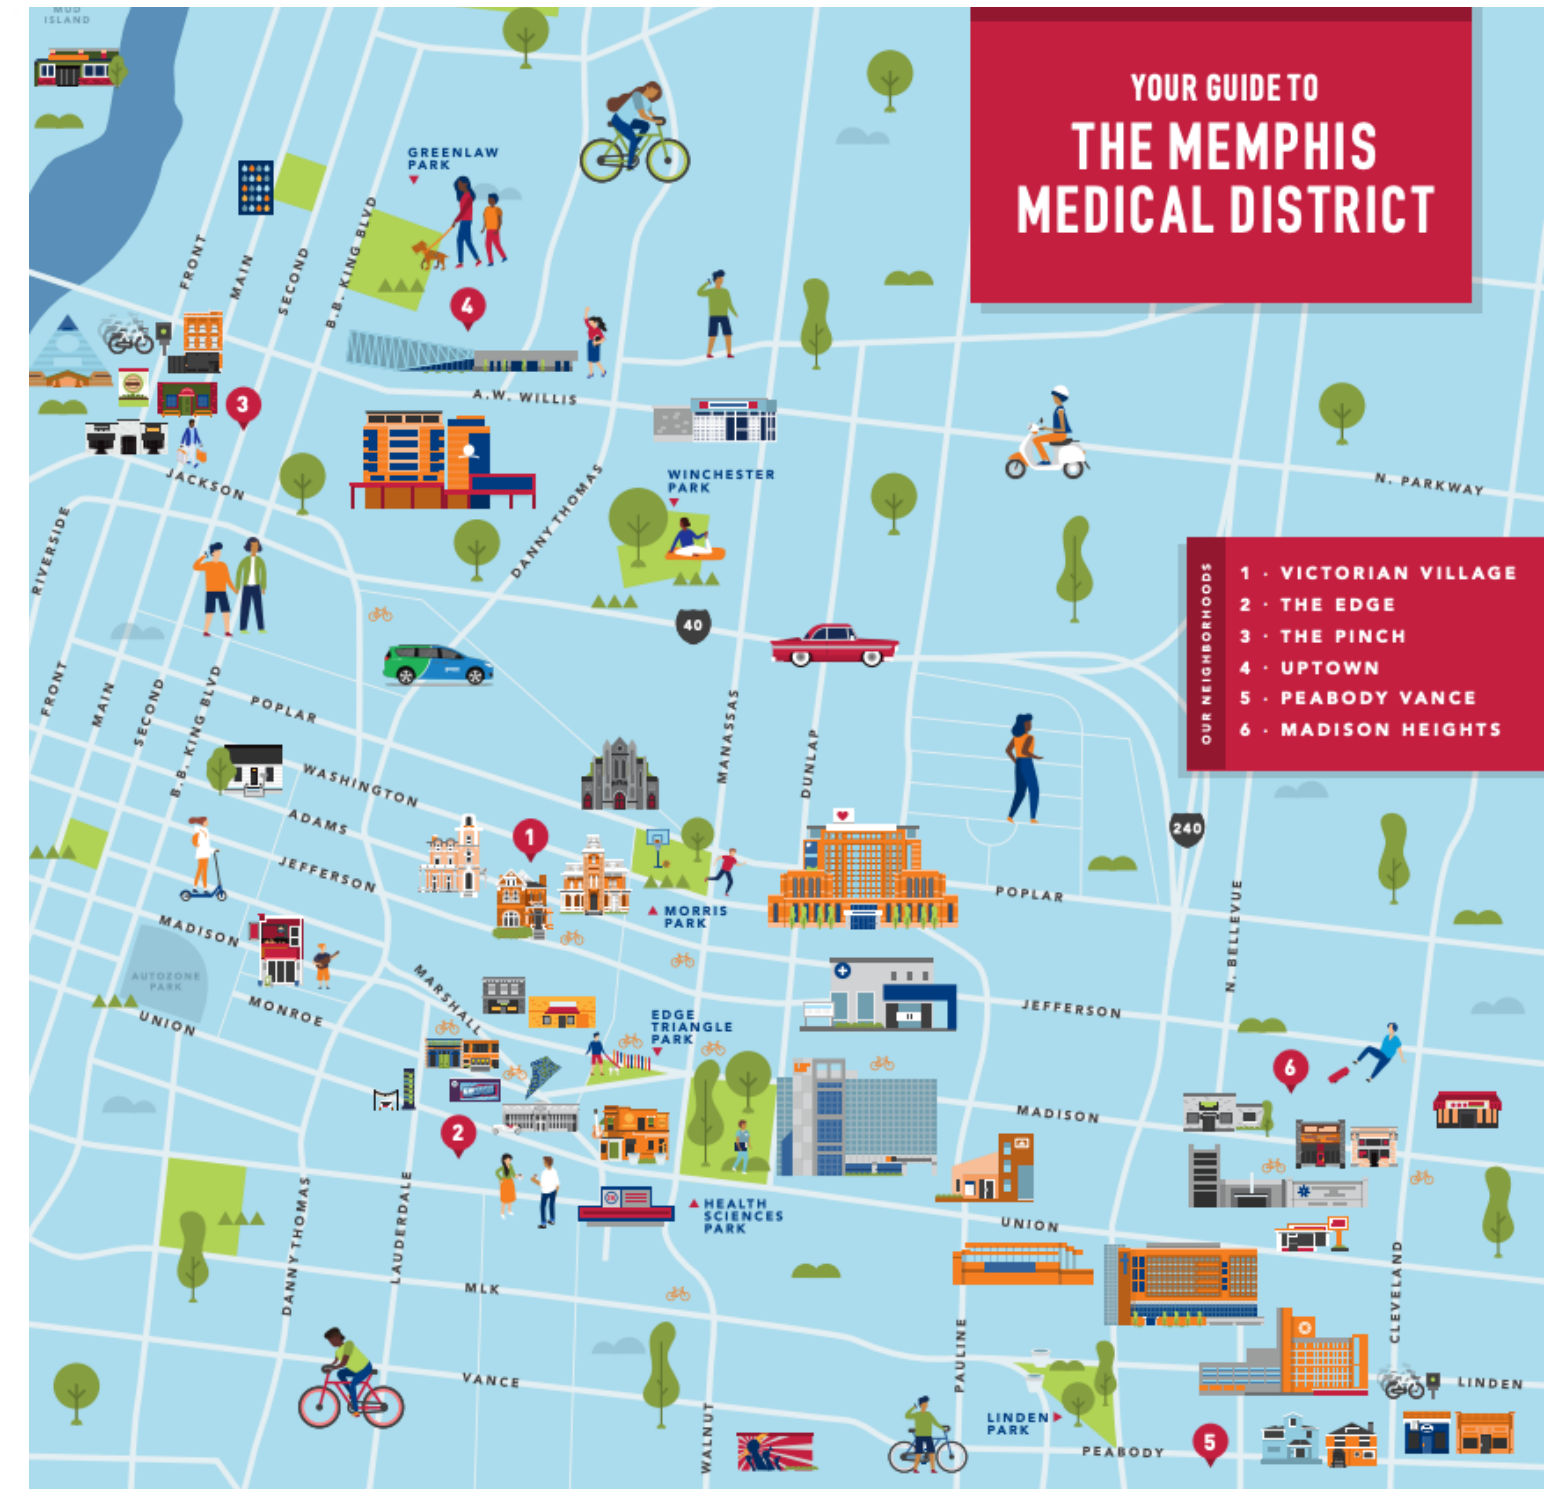 MUD
ISLAND
YOUR GUIDE TO
THE MEMPHIS
MEDICAL DISTRICT
GREENLAW
PARK
FRONT
MAIN
SECOND
B.B. KING BLVD
4
A.W. WILLIS
3
JACKSON
WINCHESTER
PARK
DANNY THOMAS
N. PARKWAY
RIVERSIDE
OUR NEIGHBORHOODS
1 · VICTORIAN VILLAGE
2 · THE EDGE
3 · THE PINCH
4 · UPTOWN
5 · PEABODY VANCE
6 · MADISON HEIGHTS
40
FRONT
MAIN
SECOND
B.B. KING BLVD
POPLAR
MANASSAS
DUNLAP
WASHINGTON
ADAMS
JEFFERSON
1
240
POPLAR
N. BELLEVUE
MORRIS
PARK
MADISON
AUTOZONE
PARK
MONROE
UNION
MARSHALL
EDGE
TRIANGLE
PARK
JEFFERSON
6
MADISON
2
HEALTH
SCIENCES
PARK
UNION
DANNY THOMAS
LAUDERDALE
MLK
CLEVELAND
PAULINE
VANCE
LINDEN
WALNUT
LINDEN
PARK
PEABODY
5